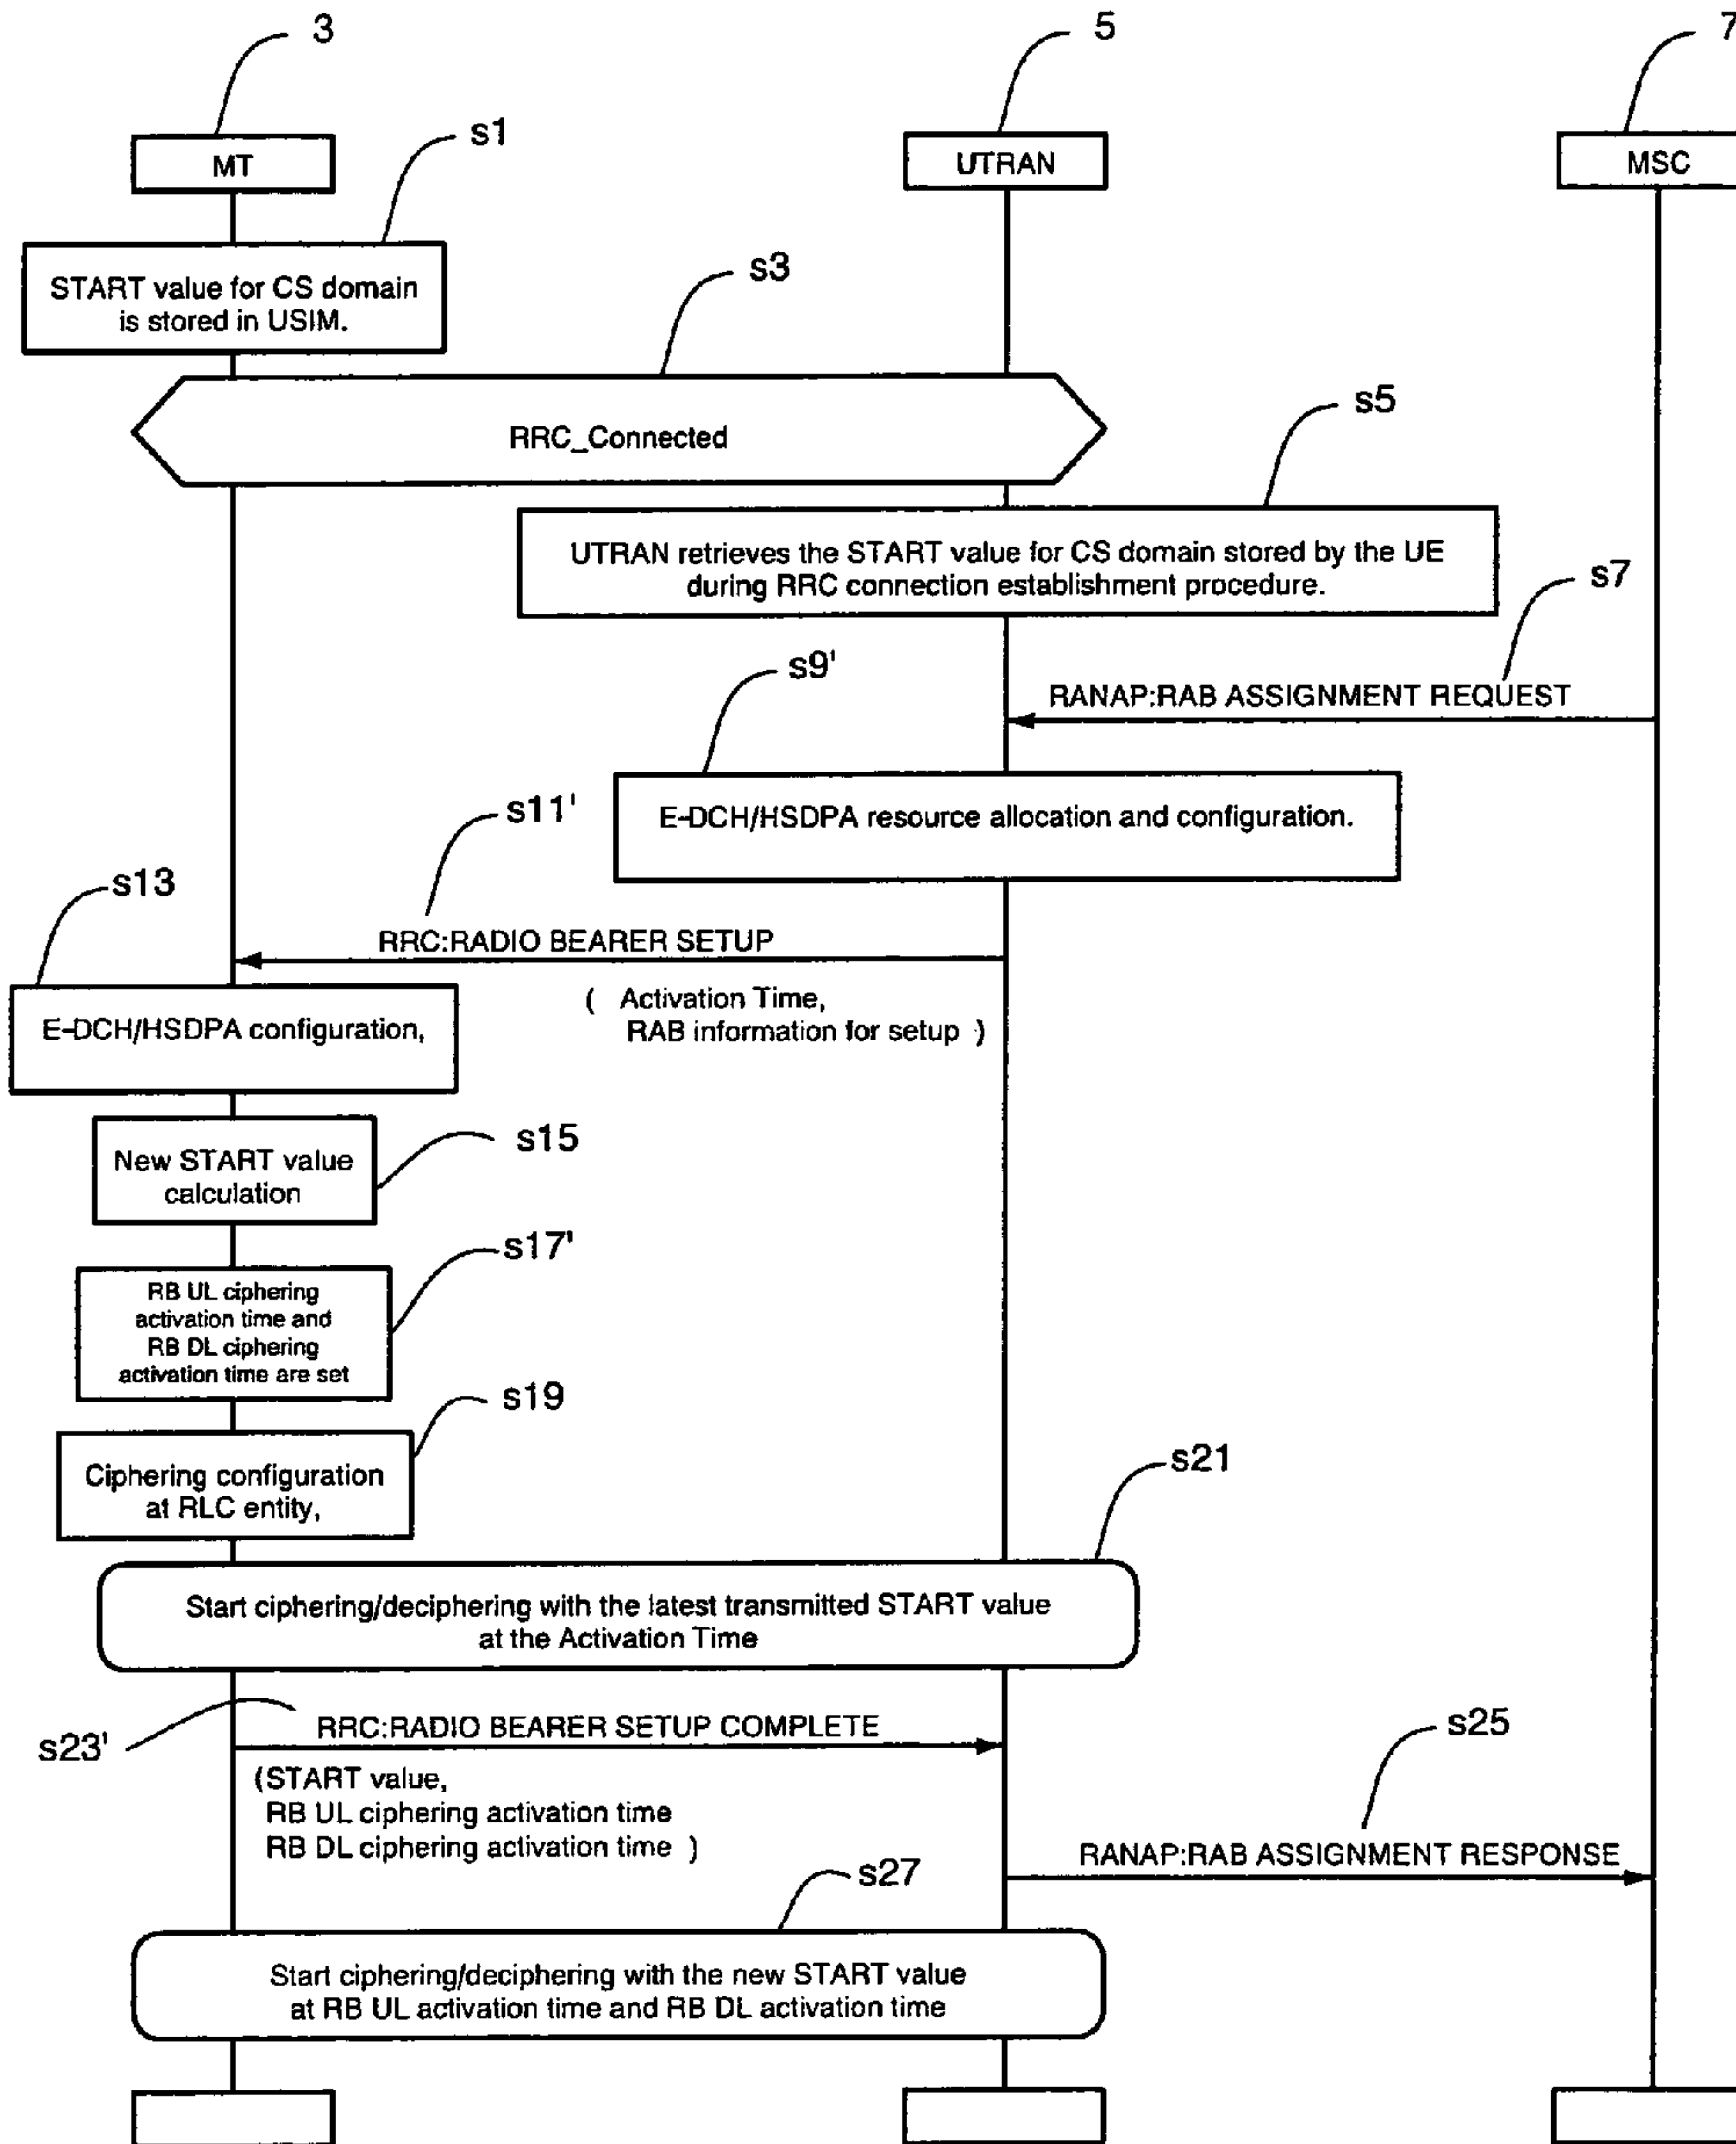 3
5
7
s1
MT
UTRAN
MSC
START value for CS domain
is stored in USIM.
s3
RRC_Connected
s5
UTRAN retrieves the START value for CS domain stored by the UE
during RRC connection establishment procedure.
s7
RANAP:RAB ASSIGNMENT REQUEST
s9'
E-DCH/HSDPA resource allocation and configuration.
s11'
RRC:RADIO BEARER SETUP
( Activation Time,
RAB information for setup )
s13
E-DCH/HSDPA configuration,
s15
New START value
calculation
s17'
RB UL ciphering
activation time and
RB DL ciphering
activation time are set
s19
Ciphering configuration
at RLC entity,
s21
Start ciphering/deciphering with the latest transmitted START value
at the Activation Time
s23'
RRC:RADIO BEARER SETUP COMPLETE
(START value,
RB UL ciphering activation time
RB DL ciphering activation time )
s25
RANAP:RAB ASSIGNMENT RESPONSE
s27
Start ciphering/deciphering with the new START value
at RB UL activation time and RB DL activation time